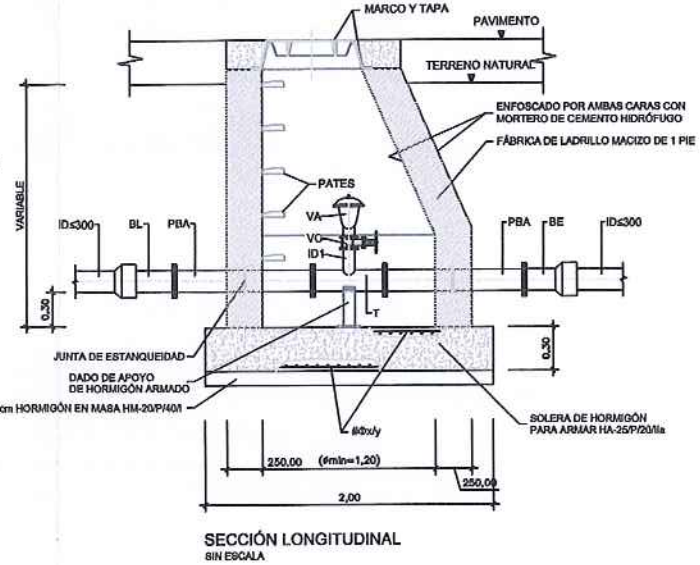 MARCO Y TAPA
PAVIMENTO
TERRENO NATURAL
ENFOSCADO POR AMBAS CARAS CON
MORTERO DE CEMENTO HIDRÓFUGO
FÁBRICA DE LADRILLO MACIZO DE 1 PIE
VARIABLE
PATES
VA
VC
ID1
ID≤300
BL
PBA
PBA
BE
ID≤300
T
0,30
0,30
JUNTA DE ESTANQUEIDAD
DADO DE APOYO
DE HORMIGÓN ARMADO
cm HORMIGÓN EN MASA HM-20/P/40/I
#Φx/y
SOLERA DE HORMIGÓN
PARA ARMAR HA-25/P/20/IIa
250,00
(⌀min=1,20)
250,00
2,00
SECCIÓN LONGITUDINAL
SIN ESCALA